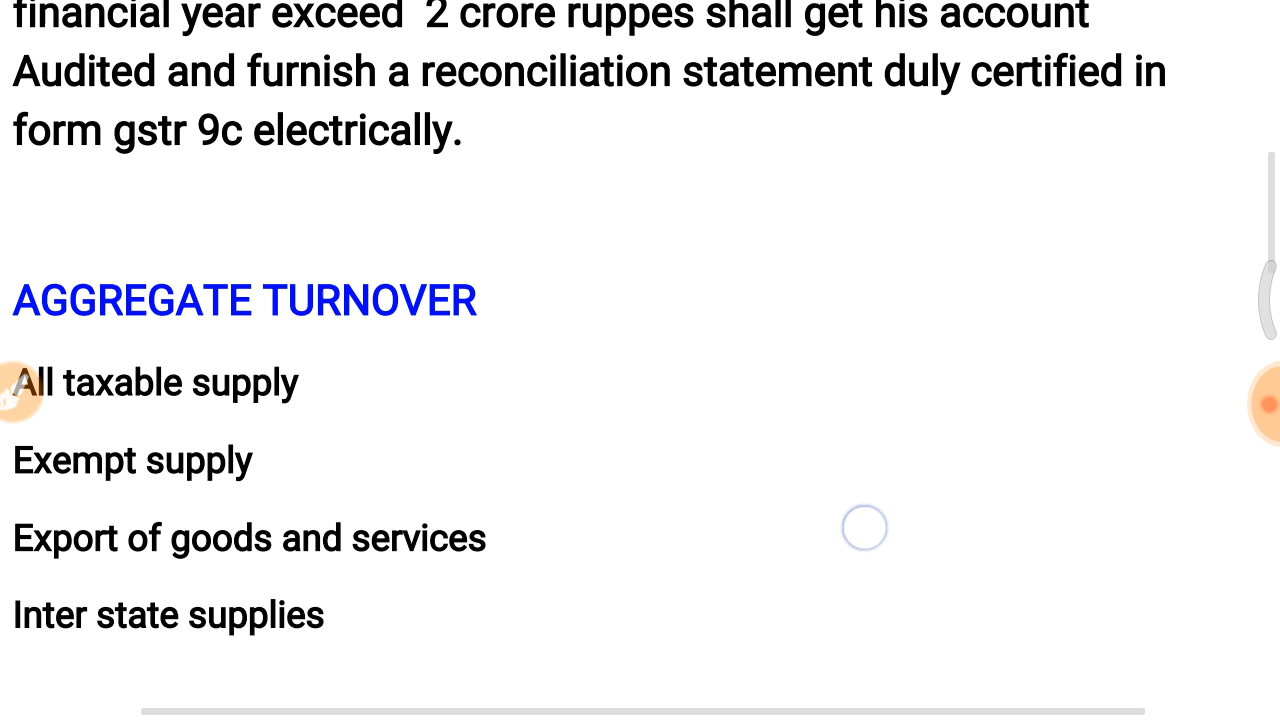 financial year exceed 2 crore ruppes shall get his account
Audited and furnish a reconciliation statement duly certified in
form gstr 9c electrically.
AGGREGATE TURNOVER
All taxable supply
Exempt supply
Export of goods and services
Inter state supplies